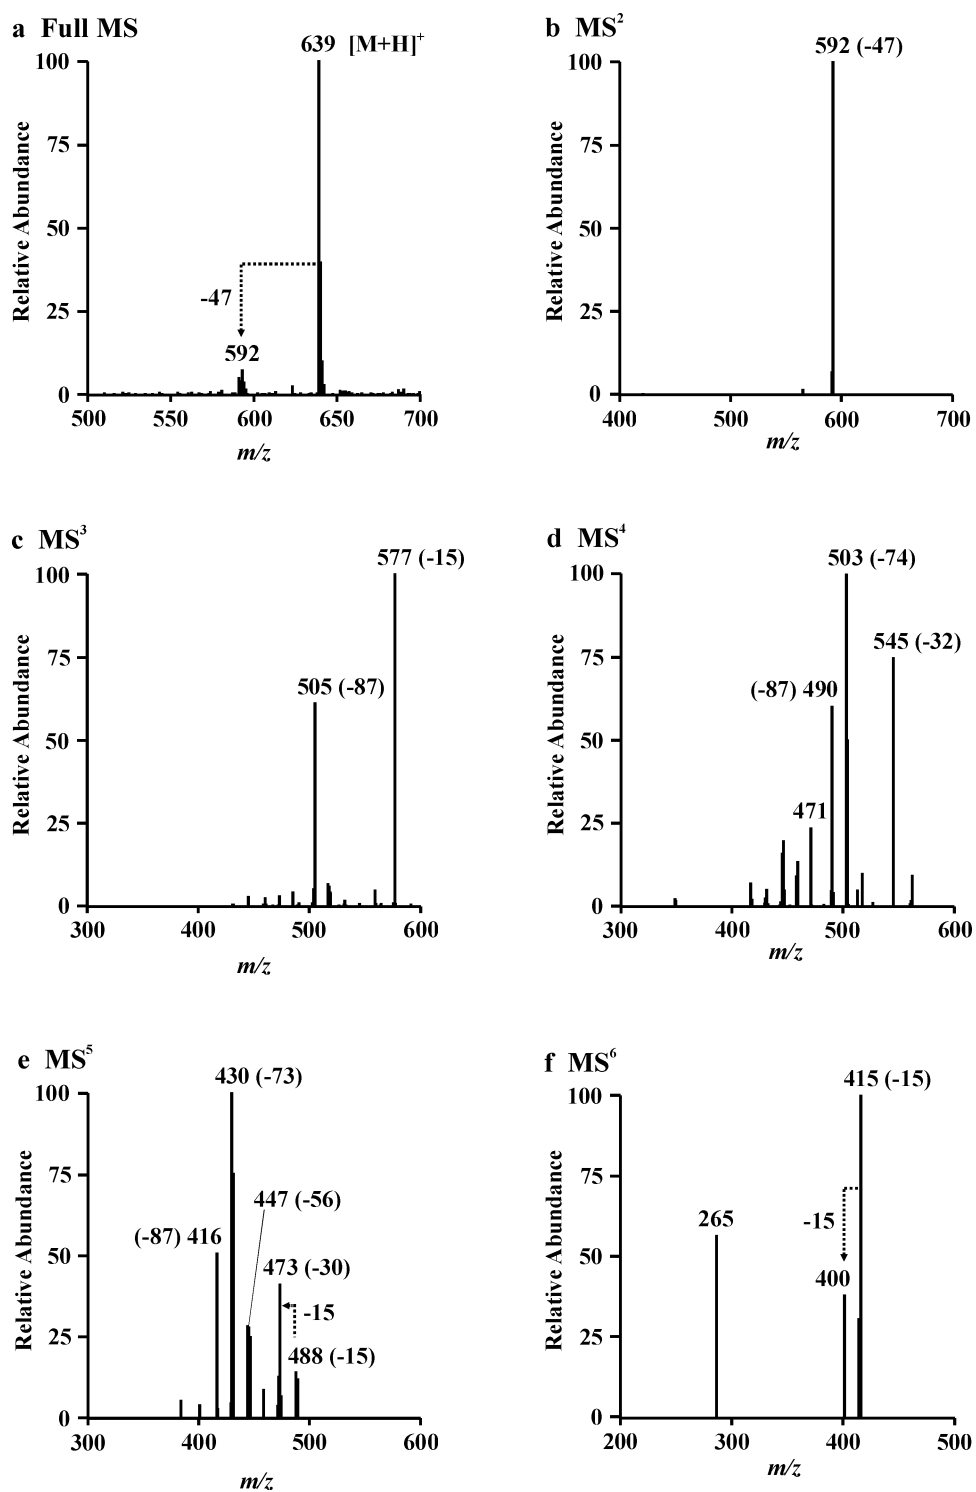 a Full MS
639 [M+H]+
100
75
50
25
0
Relative Abundance
-47
592
500 550 600 650 700
m/z
b MS2
592 (-47)
100
75
50
25
0
Relative Abundance
400 500 600 700
m/z
c MS3
577 (-15)
505 (-87)
100
75
50
25
0
Relative Abundance
300 400 500 600
m/z
d MS4
503 (-74)
545 (-32)
(-87) 490
471
100
75
50
25
0
Relative Abundance
300 400 500 600
m/z
e MS5
430 (-73)
447 (-56)
(-87) 416
473 (-30)
-15
488 (-15)
100
75
50
25
0
Relative Abundance
300 400 500 600
m/z
f MS6
415 (-15)
265
-15
400
100
75
50
25
0
Relative Abundance
200 300 400 500
m/z